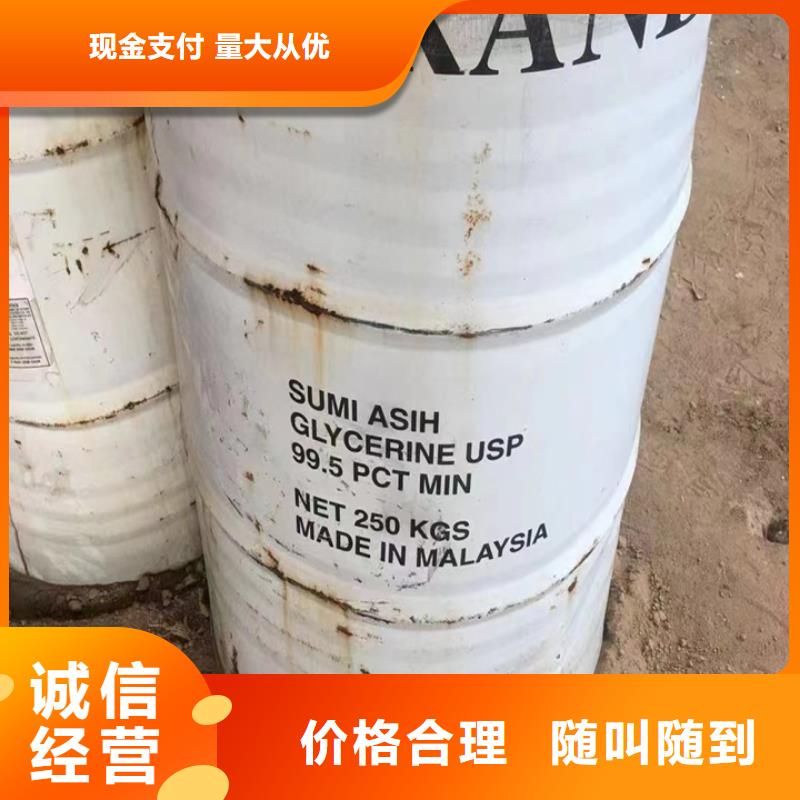 现金支付 量大从优
SUMI ASIH
GLYCERINE USP
99.5 PCT MIN
NET 250 KGS
MADE IN MALAYSIA
诚信
经营
价格合理 随叫随到